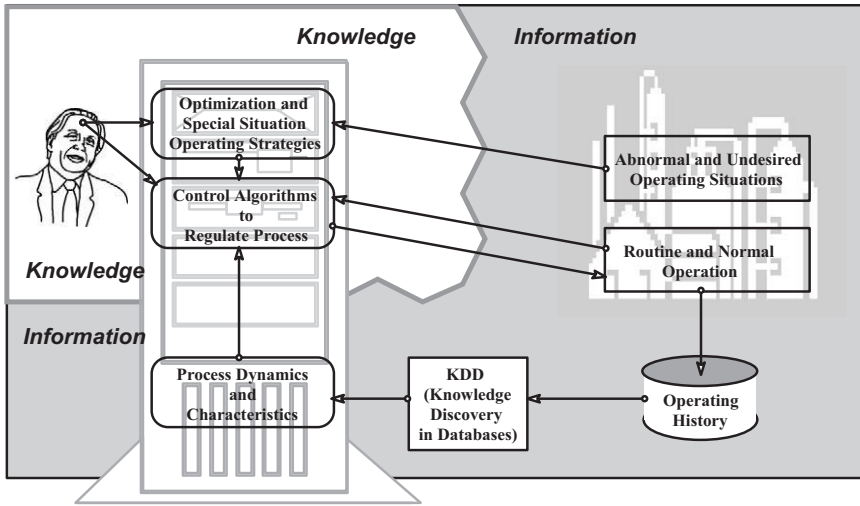 Knowledge
Information
Optimization and
Special Situation
Operating Strategies
Abnormal and Undesired
Operating Situations
Control Algorithms
to
Regulate Process
Routine and Normal
Operation
Knowledge
Information
Process Dynamics
and
Characteristics
KDD
(Knowledge
Discovery
in Databases)
Operating
History